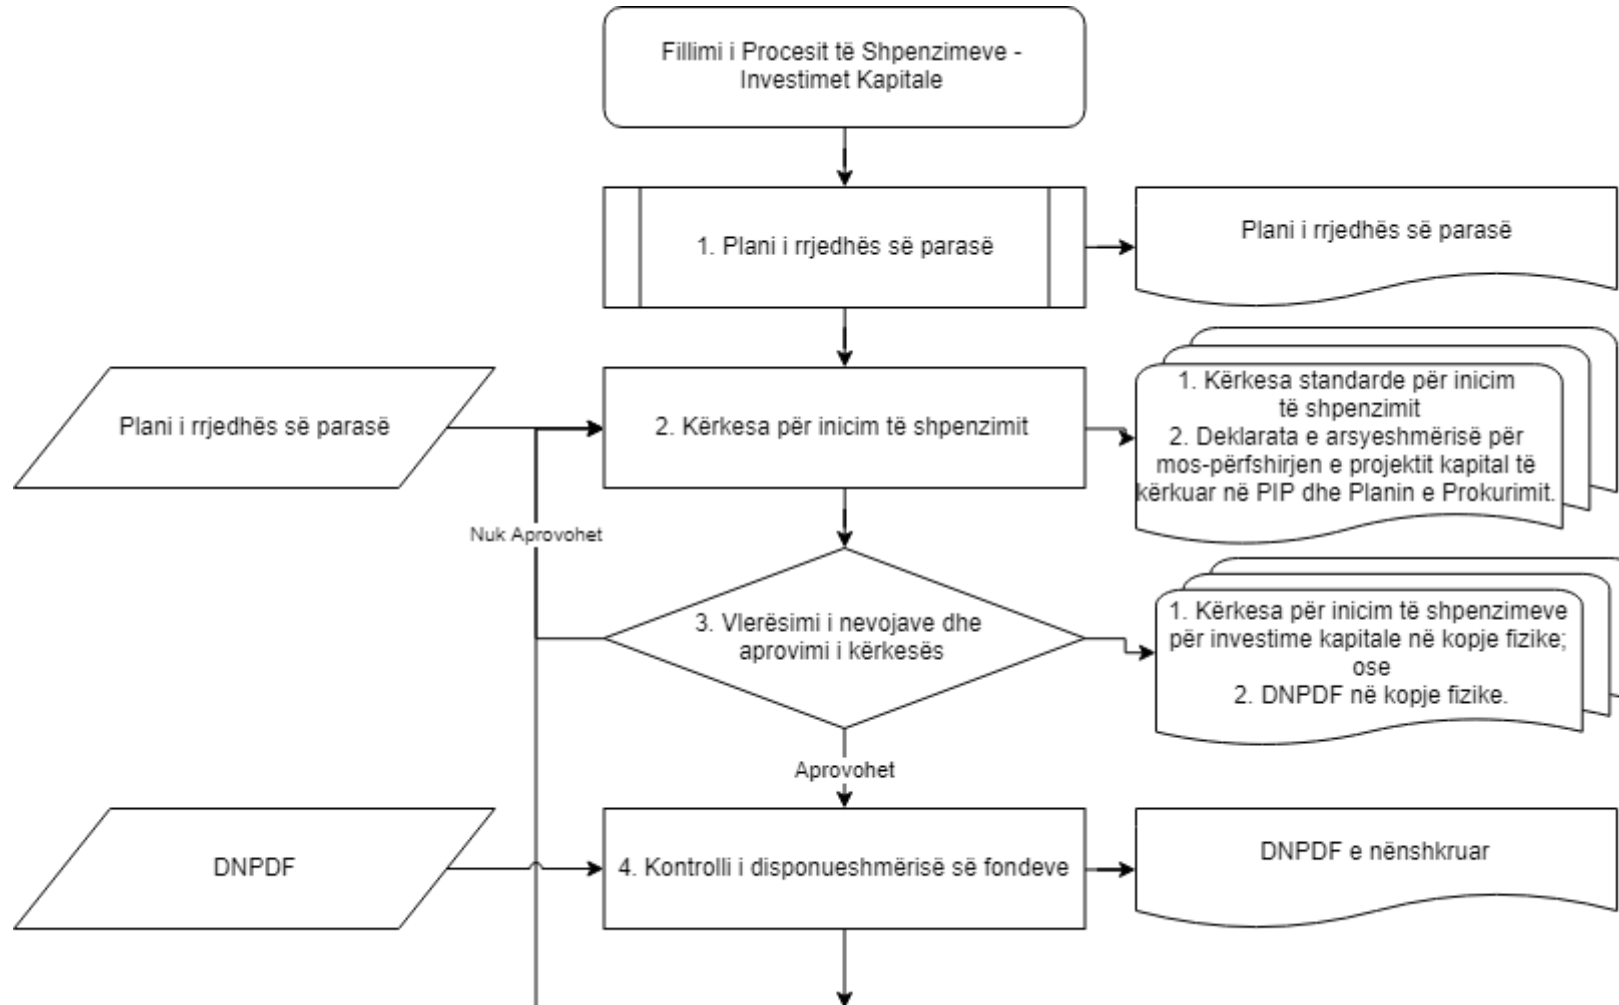 Fillimi i Procesit të Shpenzimeve -
Investimet Kapitale
1. Plani i rrjedhës së parasë
Plani i rrjedhës së parasë
Plani i rrjedhës së parasë
2. Kërkesa për inicim të shpenzimit
1. Kërkesa standarde për inicim
të shpenzimit
2. Deklarata e arsyeshmërisë për
mos-përfshirjen e projektit kapital të
kërkuar në PIP dhe Planin e Prokurimit.
Nuk Aprovohet
3. Vlerësimi i nevojave dhe
aprovimi i kërkesës
1. Kërkesa për inicim të shpenzimeve
për investime kapitale në kopje fizike;
ose
2. DNPDF në kopje fizike.
Aprovohet
DNPDF
4. Kontrolli i disponueshmërisë së fondeve
DNPDF e nënshkruar